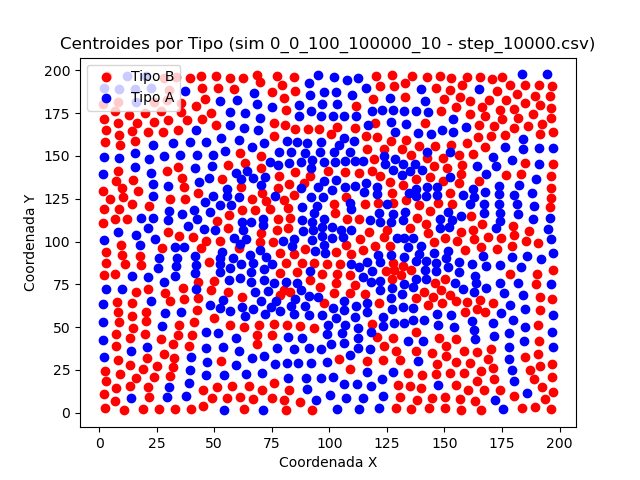 Centroides por Tipo (sim 0_0_100_100000_10 - step_10000.csv)
Tipo B
Tipo A
Coordenada Y
200
175
150
125
100
75
50
25
0
0 25 50 75 100 125 150 175 200
Coordenada X